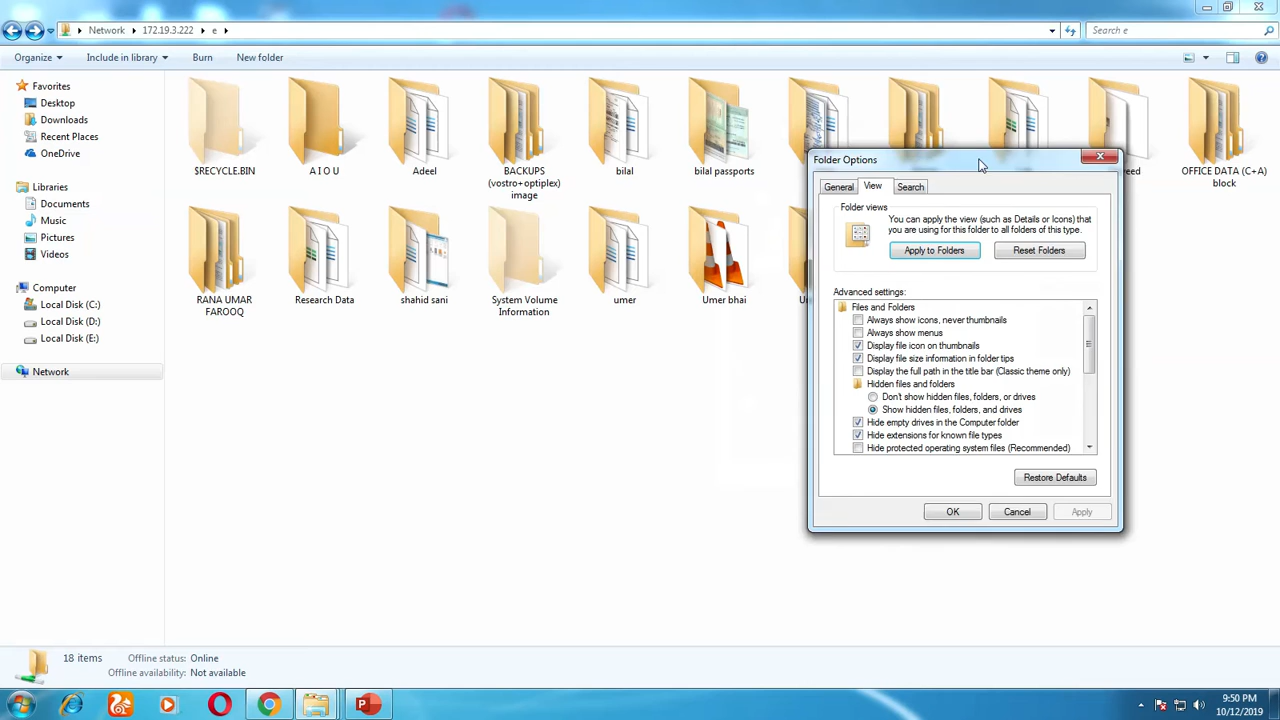 Network 172.19.3.222 e
Search e
Organize Include in library Burn New folder
Favorites
Desktop
Downloads
Recent Places
OneDrive
Libraries
Documents
Music
Pictures
Videos
Computer
Local Disk (C:)
Local Disk (D:)
Local Disk (E:)
Network
$RECYCLE.BIN
A I O U
Adeel
BACKUPS
(vostro+optiplex)
image
bilal
bilal passports
OFFICE DATA (C+A)
block
RANA UMAR
FAROOQ
Research Data
shahid sani
System Volume
Information
umer
Umer bhai
Folder Options
General View Search
Folder views
You can apply the view (such as Details or Icons) that
you are using for this folder to all folders of this type.
Apply to Folders Reset Folders
Advanced settings:
Files and Folders
Always show icons, never thumbnails
Always show menus
Display file icon on thumbnails
Display file size information in folder tips
Display the full path in the title bar (Classic theme only)
Hidden files and folders
Don't show hidden files, folders, or drives
Show hidden files, folders, and drives
Hide empty drives in the Computer folder
Hide extensions for known file types
Hide protected operating system files (Recommended)
Restore Defaults
OK Cancel Apply
18 items Offline status: Online
Offline availability: Not available
9:50 PM
10/12/2019